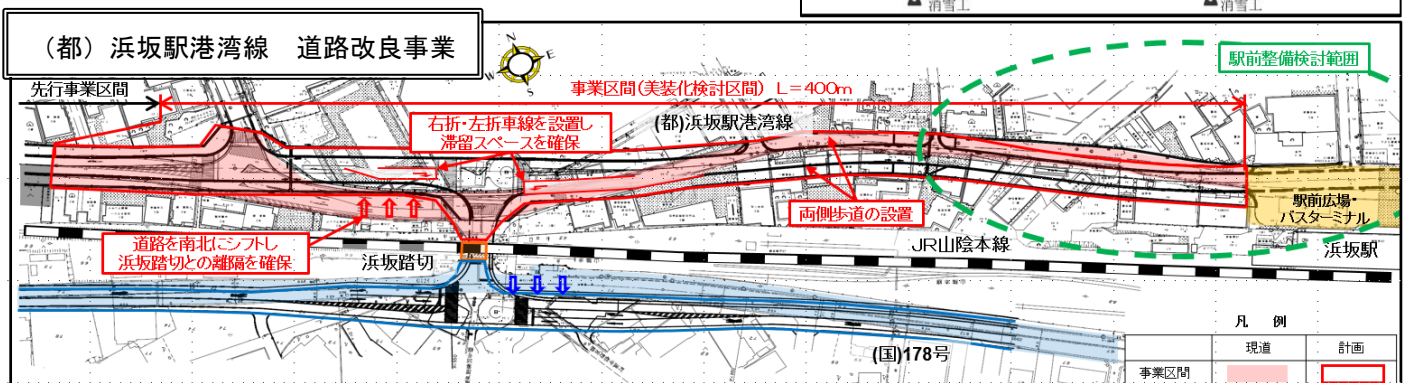 消雪工
消雪工
（都）浜坂駅港湾線 道路改良事業
N
E
W
S
駅前整備検討範囲
先行事業区間
事業区間(美装化検討区間) L=400m
右折・左折車線を設置し
滞留スペースを確保
(都)浜坂駅港湾線
両側歩道の設置
駅前広場・
バスターミナル
道路を南北にシフトし
浜坂踏切との離隔を確保
浜坂踏切
JR山陰本線
浜坂駅
(国)178号
凡 例
現道
計画
事業区間